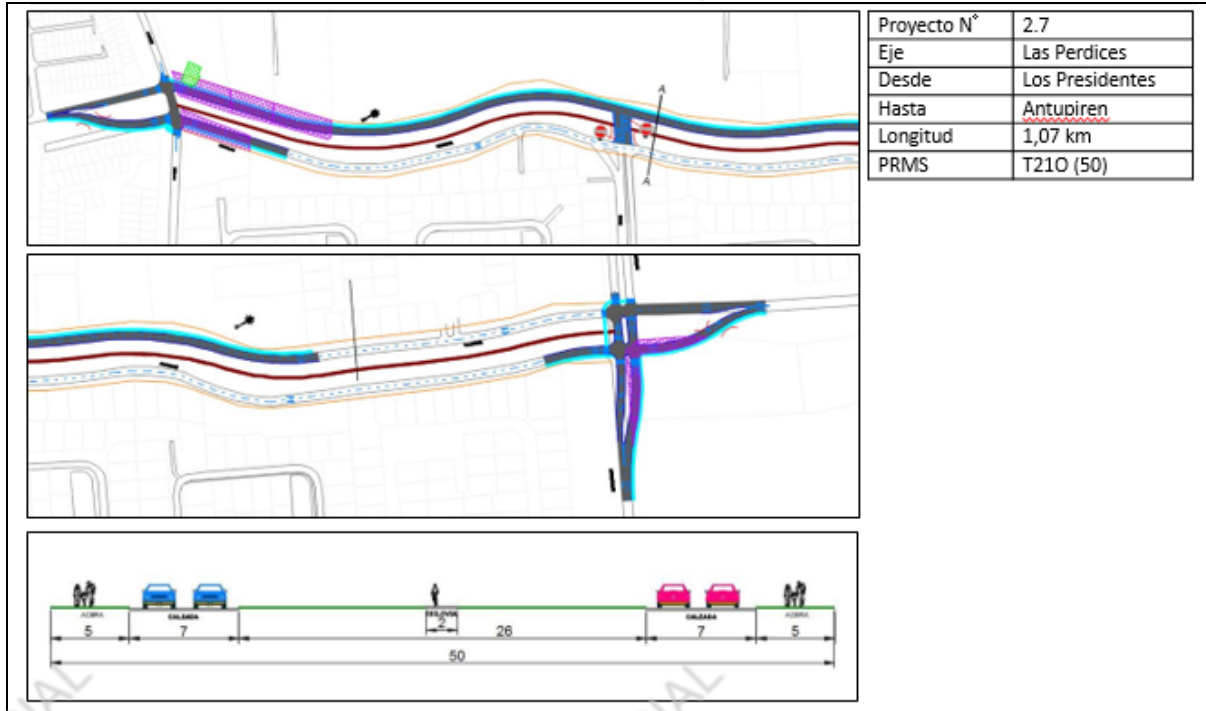 Proyecto N° 2.7
Eje Las Perdices
Desde Los Presidentes
Hasta Antupiren
Longitud 1,07 km
PRMS T21O (50)
A
A
ACERA CALZADA CICLOVIA CALZADA ACERA
5 7 2 26 7 5
50